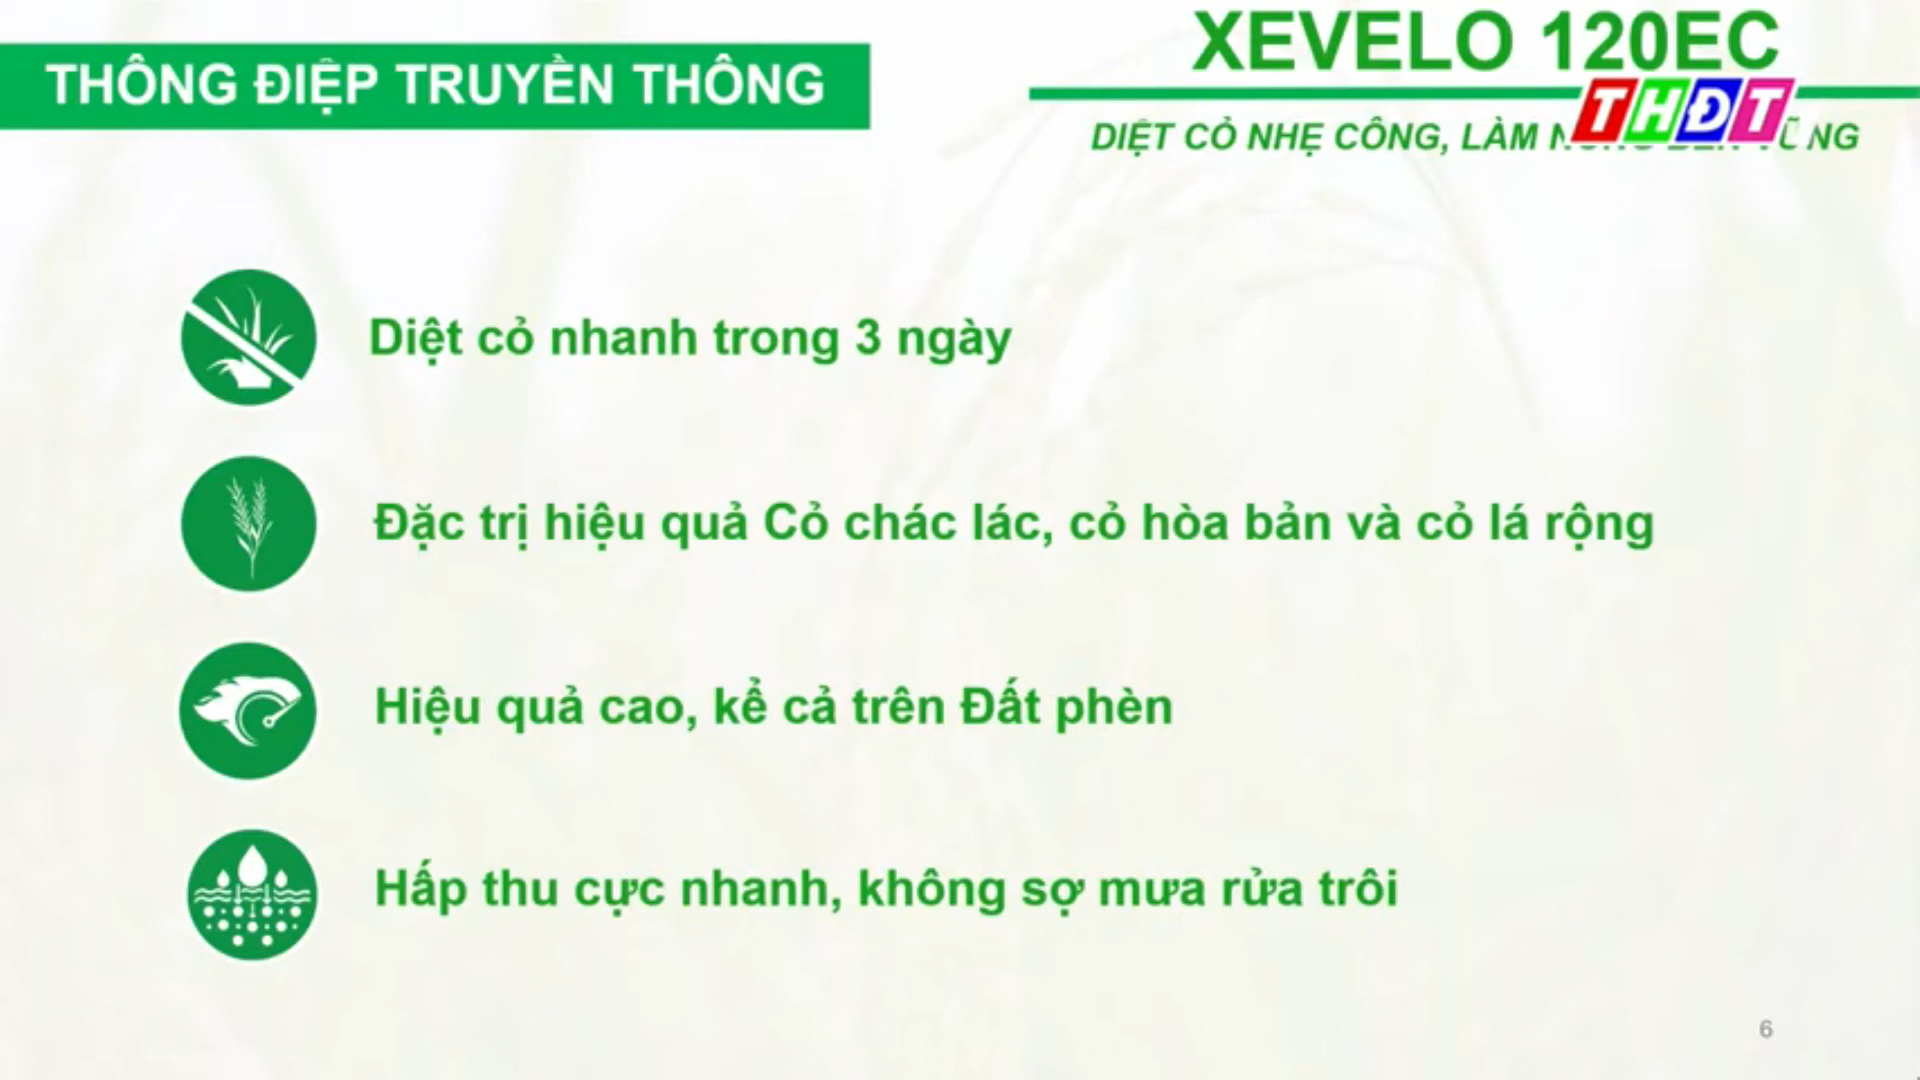 THÔNG ĐIỆP TRUYỀN THÔNG
XEVELO 120EC
THĐT
DIỆT CỎ NHẸ CÔNG, LÀM
Diệt cỏ nhanh trong 3 ngày
Đặc trị hiệu quả Cỏ chác lác, cỏ hòa bản và cỏ lá rộng
Hiệu quả cao, kể cả trên Đất phèn
Hấp thu cực nhanh, không sợ mưa rửa trôi
6